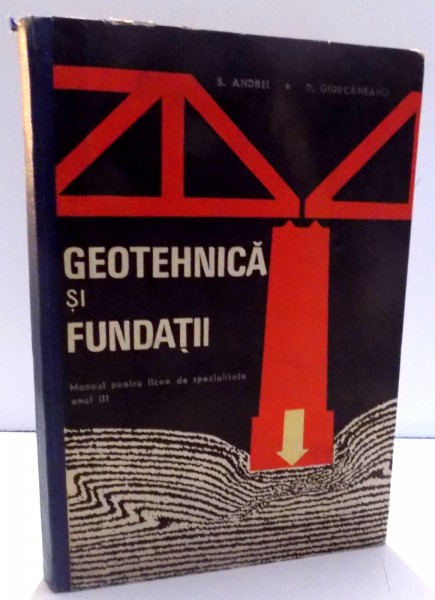 S. ANDREI • D. GIURCĂNEANU
GEOTEHNICĂ
ȘI
FUNDAȚII
Manual pentru licee de specialitate
anul III